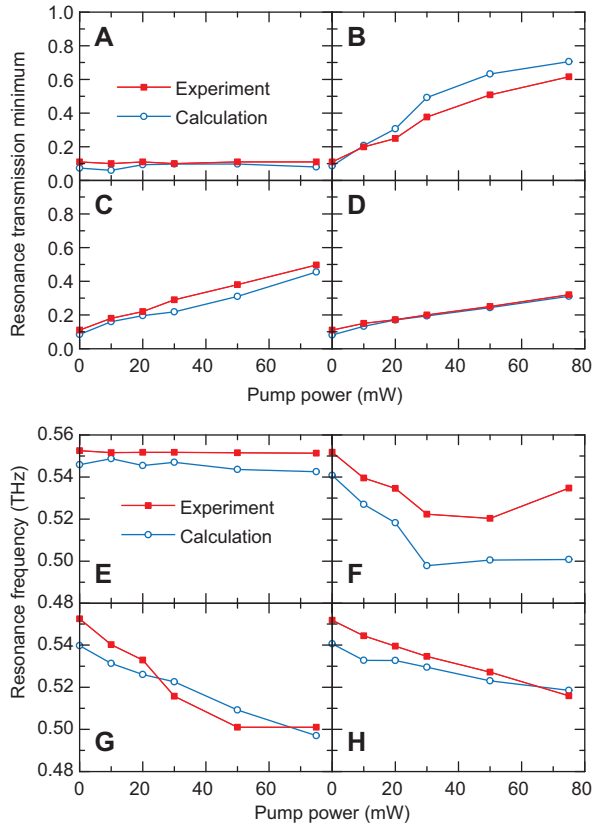 A
B
Experiment
Calculation
C
D
Resonance transmission minimum
1.0
0.8
0.6
0.4
0.2
0.0
0.8
0.6
0.4
0.2
0.0
0 20 40 60 0 20 40 60 80
Pump power (mW)
E
F
Experiment
Calculation
G
H
Resonance frequency (THz)
0.56
0.54
0.52
0.50
0.48
0.54
0.52
0.50
0.48
0 20 40 60 0 20 40 60 80
Pump power (mW)